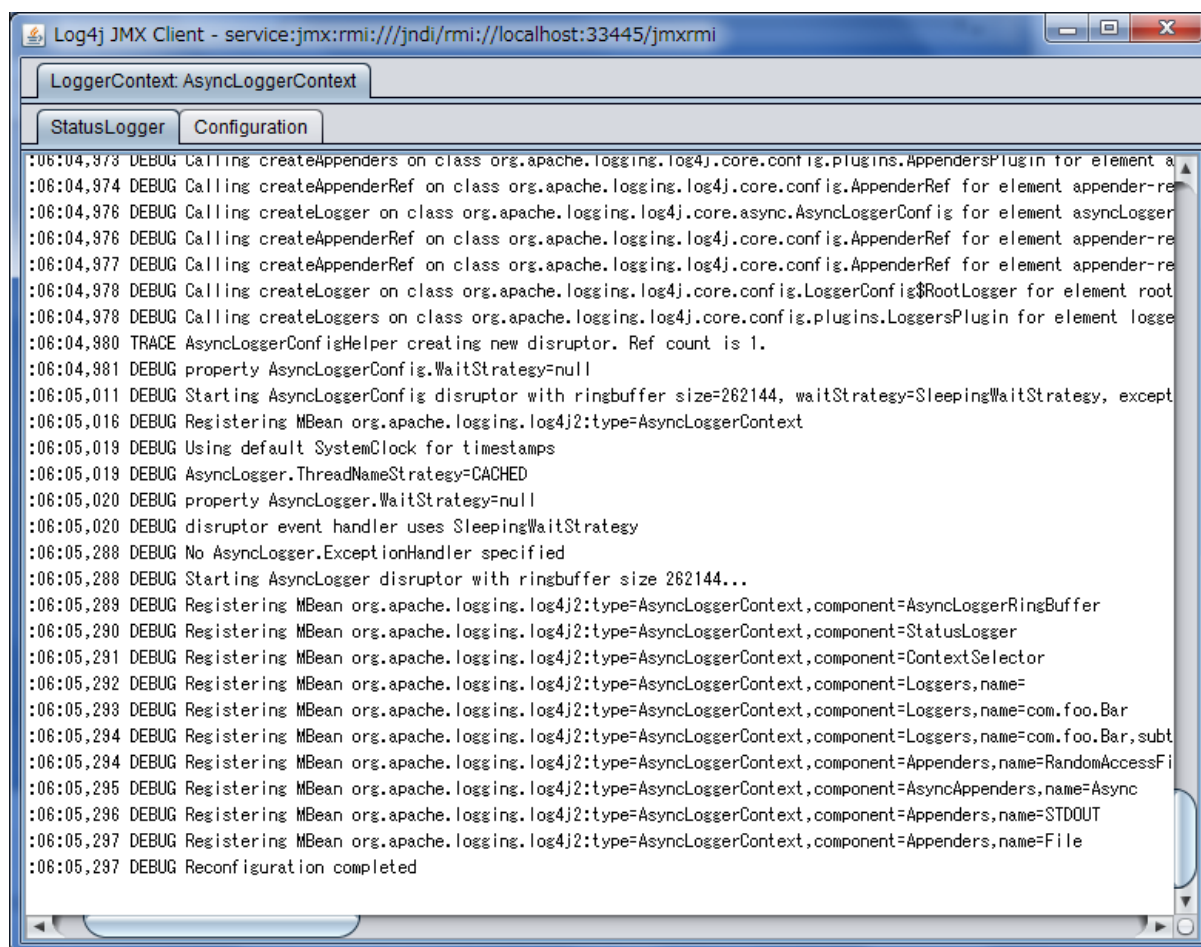 Log4j JMX Client - service:jmx:rmi:///jndi/rmi://localhost:33445/jmxrmi
LoggerContext: AsyncLoggerContext
StatusLogger Configuration
:06:04,973 DEBUG Calling createAppenders on class org.apache.logging.log4j.core.config.plugins.AppendersPlugin for element a
:06:04,974 DEBUG Calling createAppenderRef on class org.apache.logging.log4j.core.config.AppenderRef for element appender-re
:06:04,976 DEBUG Calling createLogger on class org.apache.logging.log4j.core.async.AsyncLoggerConfig for element asyncLogger
:06:04,976 DEBUG Calling createAppenderRef on class org.apache.logging.log4j.core.config.AppenderRef for element appender-re
:06:04,977 DEBUG Calling createAppenderRef on class org.apache.logging.log4j.core.config.AppenderRef for element appender-re
:06:04,978 DEBUG Calling createLogger on class org.apache.logging.log4j.core.config.LoggerConfig$RootLogger for element root
:06:04,978 DEBUG Calling createLoggers on class org.apache.logging.log4j.core.config.plugins.LoggersPlugin for element logge
:06:04,980 TRACE AsyncLoggerConfigHelper creating new disruptor. Ref count is 1.
:06:04,981 DEBUG property AsyncLoggerConfig.WaitStrategy=null
:06:05,011 DEBUG Starting AsyncLoggerConfig disruptor with ringbuffer size=262144, waitStrategy=SleepingWaitStrategy, except
:06:05,016 DEBUG Registering MBean org.apache.logging.log4j2:type=AsyncLoggerContext
:06:05,019 DEBUG Using default SystemClock for timestamps
:06:05,019 DEBUG AsyncLogger.ThreadNameStrategy=CACHED
:06:05,020 DEBUG property AsyncLogger.WaitStrategy=null
:06:05,020 DEBUG disruptor event handler uses SleepingWaitStrategy
:06:05,288 DEBUG No AsyncLogger.ExceptionHandler specified
:06:05,288 DEBUG Starting AsyncLogger disruptor with ringbuffer size 262144...
:06:05,289 DEBUG Registering MBean org.apache.logging.log4j2:type=AsyncLoggerContext,component=AsyncLoggerRingBuffer
:06:05,290 DEBUG Registering MBean org.apache.logging.log4j2:type=AsyncLoggerContext,component=StatusLogger
:06:05,291 DEBUG Registering MBean org.apache.logging.log4j2:type=AsyncLoggerContext,component=ContextSelector
:06:05,292 DEBUG Registering MBean org.apache.logging.log4j2:type=AsyncLoggerContext,component=Loggers,name=
:06:05,293 DEBUG Registering MBean org.apache.logging.log4j2:type=AsyncLoggerContext,component=Loggers,name=com.foo.Bar
:06:05,294 DEBUG Registering MBean org.apache.logging.log4j2:type=AsyncLoggerContext,component=Loggers,name=com.foo.Bar,subt
:06:05,294 DEBUG Registering MBean org.apache.logging.log4j2:type=AsyncLoggerContext,component=Appenders,name=RandomAccessFi
:06:05,295 DEBUG Registering MBean org.apache.logging.log4j2:type=AsyncLoggerContext,component=AsyncAppenders,name=Async
:06:05,296 DEBUG Registering MBean org.apache.logging.log4j2:type=AsyncLoggerContext,component=Appenders,name=STDOUT
:06:05,297 DEBUG Registering MBean org.apache.logging.log4j2:type=AsyncLoggerContext,component=Appenders,name=File
:06:05,297 DEBUG Reconfiguration completed